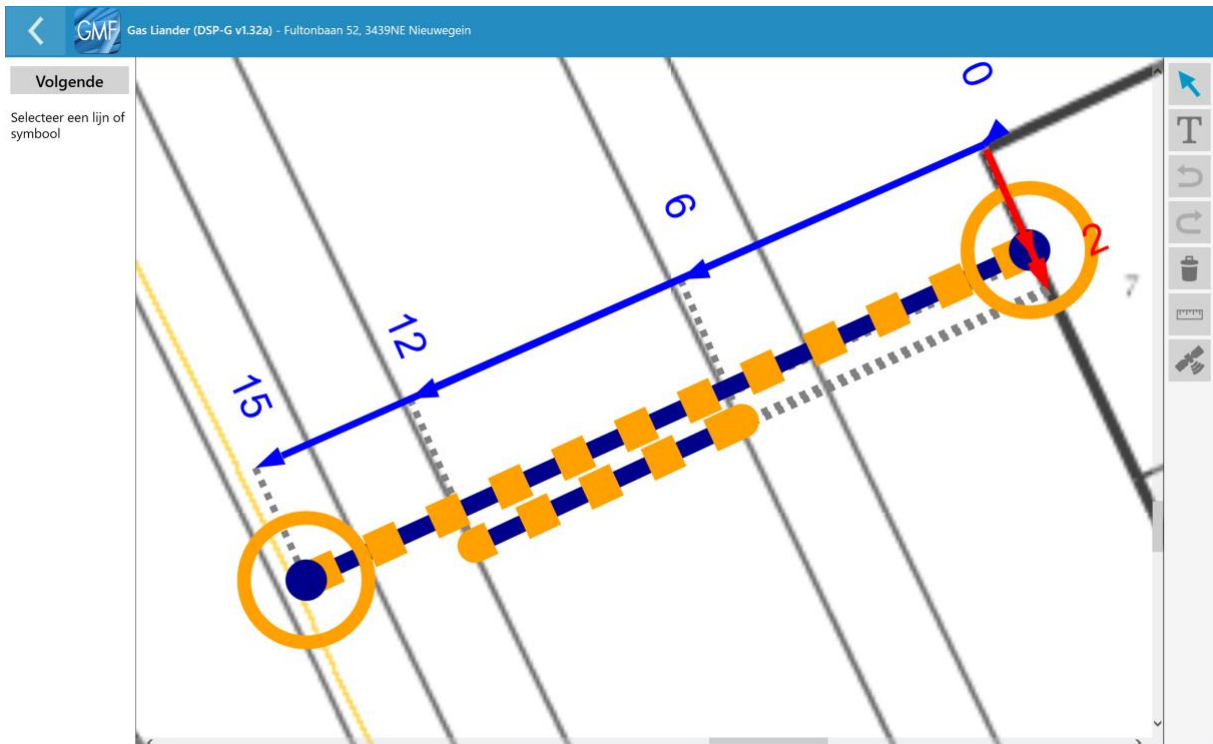 GMF Gas Liander (DSP-G v1.32a) - Fultonbaan 52, 3439NE Nieuwegein
Volgende
Selecteer een lijn of
symbool
0
6
12
15
2
7
T